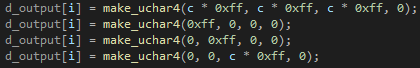 d_output[i] = make_uchar4(c * 0xff, c * 0xff, c * 0xff, 0);
d_output[i] = make_uchar4(0xff, 0, 0, 0);
d_output[i] = make_uchar4(0, 0xff, 0, 0);
d_output[i] = make_uchar4(0, 0, c * 0xff, 0);